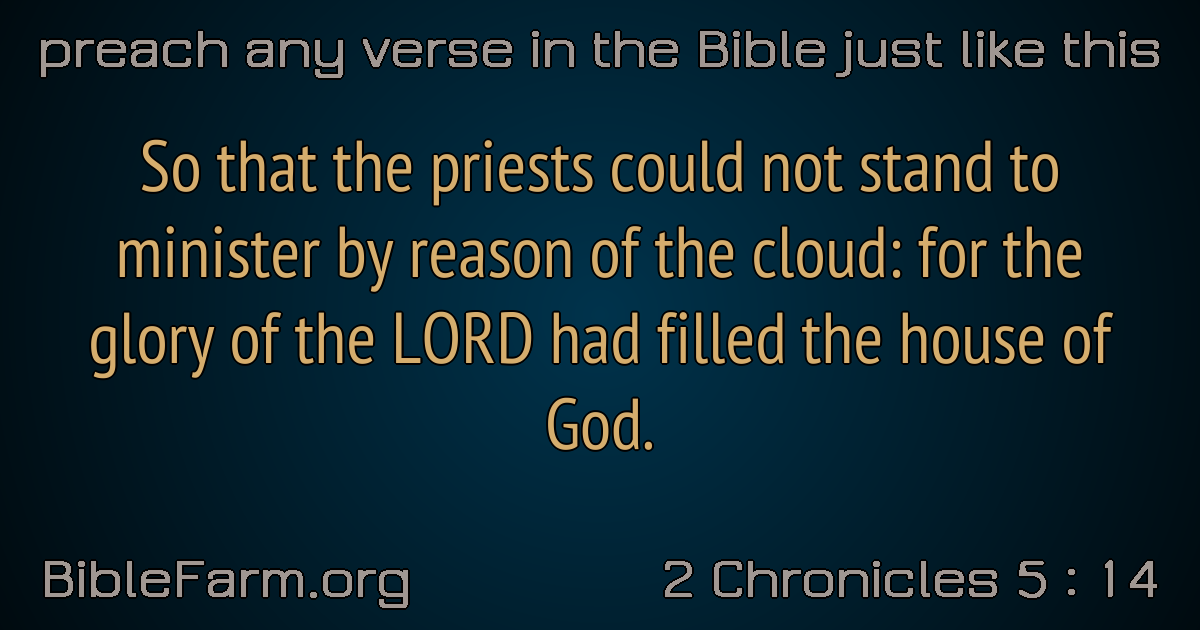 preach any verse in the Bible just like this
So that the priests could not stand to
minister by reason of the cloud: for the
glory of the LORD had filled the house of
God.
BibleFarm.org
2 Chronicles 5 : 14